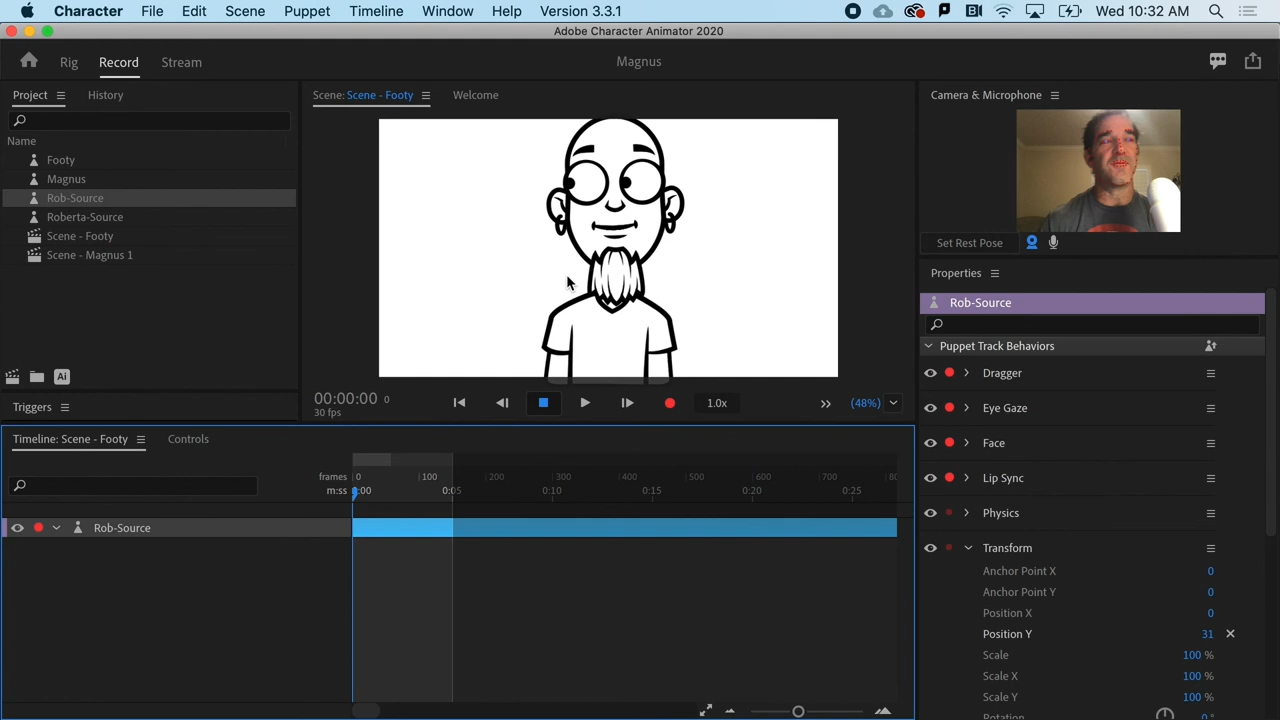 Character File Edit Scene Puppet Timeline Window Help Version 3.3.1 Wed 10:32 AM
Adobe Character Animator 2020
Rig Record Stream Magnus
Project History
Scene: Scene - Footy Welcome
Camera & Microphone
Name
Footy
Magnus
Rob-Source
Roberta-Source
Scene - Footy
Scene - Magnus 1
Ai
Set Rest Pose
Properties
Rob-Source
Puppet Track Behaviors
Dragger
Eye Gaze
Face
Lip Sync
Physics
Transform
Anchor Point X 0
Anchor Point Y 0
Position X 0
Position Y 31
Scale 100 %
Scale X 100 %
Scale Y 100 %
Rotation 0 °
00:00:00 0
30 fps
1.0x
(48%)
Triggers
Timeline: Scene - Footy Controls
frames 0 100 200 300 400 500 600 700
m:ss 0:00 0:05 0:10 0:15 0:20 0:25
Rob-Source